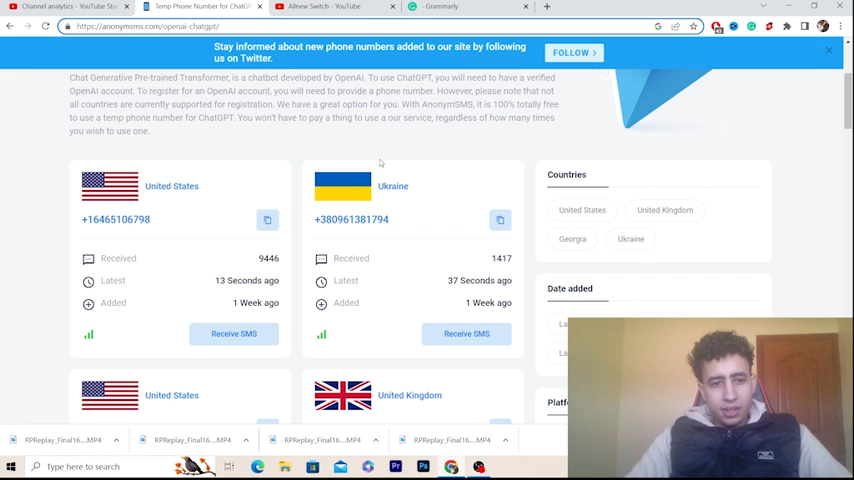 Channel analytics - YouTube Stu
Temp Phone Number for ChatG
Allnew Switch - YouTube
- Grammarly
https://anonymsms.com/openai-chatgpt/
Stay informed about new phone numbers added to our site by following
us on Twitter.
FOLLOW
Chat Generative Pre-trained Transformer, is a chatbot developed by OpenAI. To use ChatGPT, you will need to have a verified
OpenAI account. To register for an OpenAI account, you will need to provide a phone number. However, please note that not
all countries are currently supported for registration. We have a great option for you. With AnonymSMS, it is 100% totally free
to use a temp phone number for ChatGPT. You won't have to pay a thing to use a our service, regardless of how many times
you wish to use one.
United States
+16465106798
Received 9446
Latest 13 Seconds ago
Added 1 Week ago
Receive SMS
Ukraine
+380961381794
Received 1417
Latest 37 Seconds ago
Added 1 Week ago
Receive SMS
Countries
United States
United Kingdom
Georgia
Ukraine
Date added
La
La
Platf
United States
United Kingdom
RPReplay_Final16....MP4
RPReplay_Final16....MP4
RPReplay_Final16....MP4
RPReplay_Final16....MP4
Type here to search
Pr
Ps